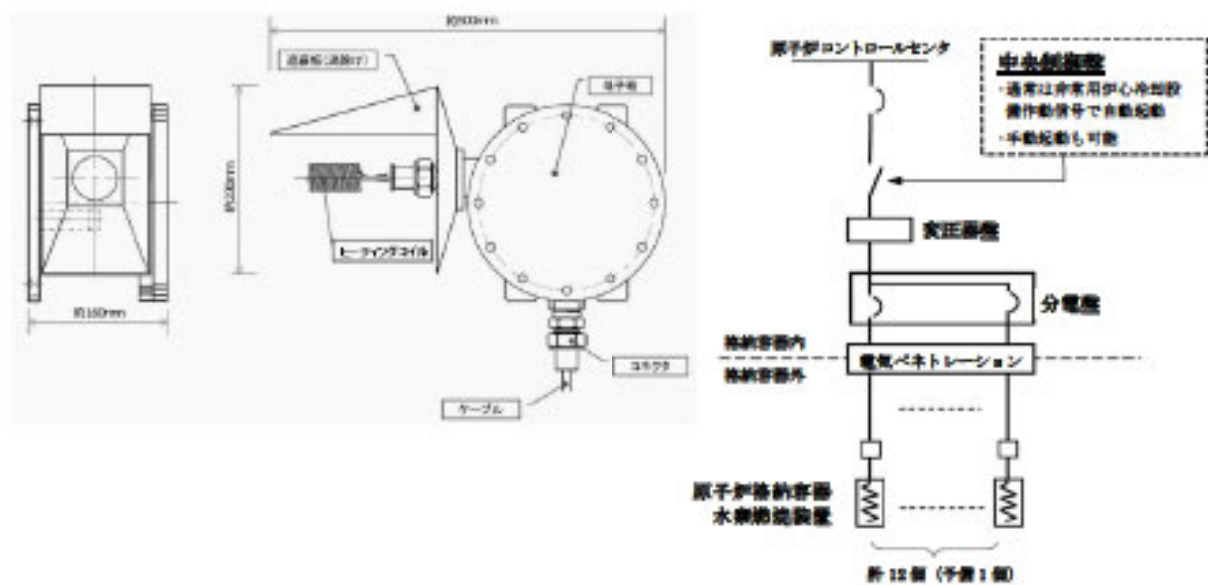 約300mm
遮蔽板(逆隙け)
端子箱
約200mm
ヒーティングコイル
約160mm
コネクタ
ケーブル
原子炉コントロールセンタ
中央制御盤
・通常は非常用炉心冷却設
備作動信号で自動起動
・手動起動も可能
変圧器盤
分電盤
格納容器内
格納容器外
電気ペネトレーション
原子炉格納容器
水素燃焼装置
計12個(予備1個)